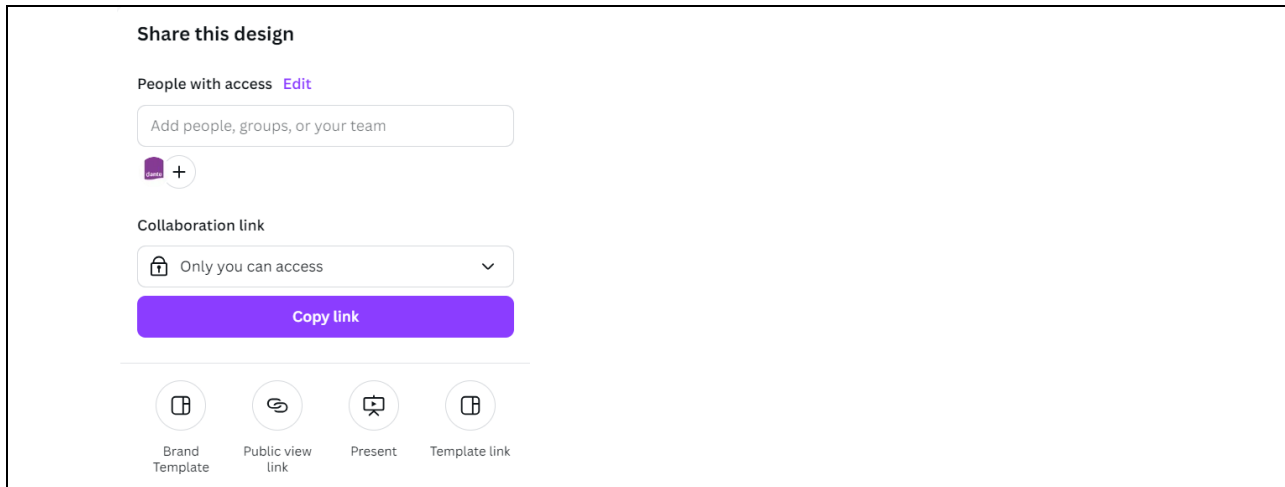 Share this design
People with access Edit
Add people, groups, or your team
Collaboration link
Only you can access
Copy link
Brand Template
Public view link
Present
Template link